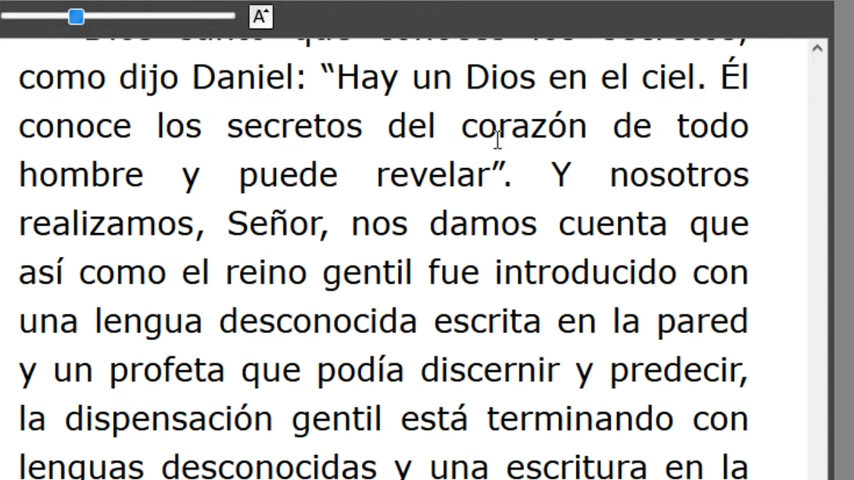 A
como dijo Daniel: “Hay un Dios en el ciel. Él
conoce los secretos del corazón de todo
hombre y puede revelar”. Y nosotros
realizamos, Señor, nos damos cuenta que
así como el reino gentil fue introducido con
una lengua desconocida escrita en la pared
y un profeta que podía discernir y predecir,
la dispensación gentil está terminando con
lenguas desconocidas y una escritura en la